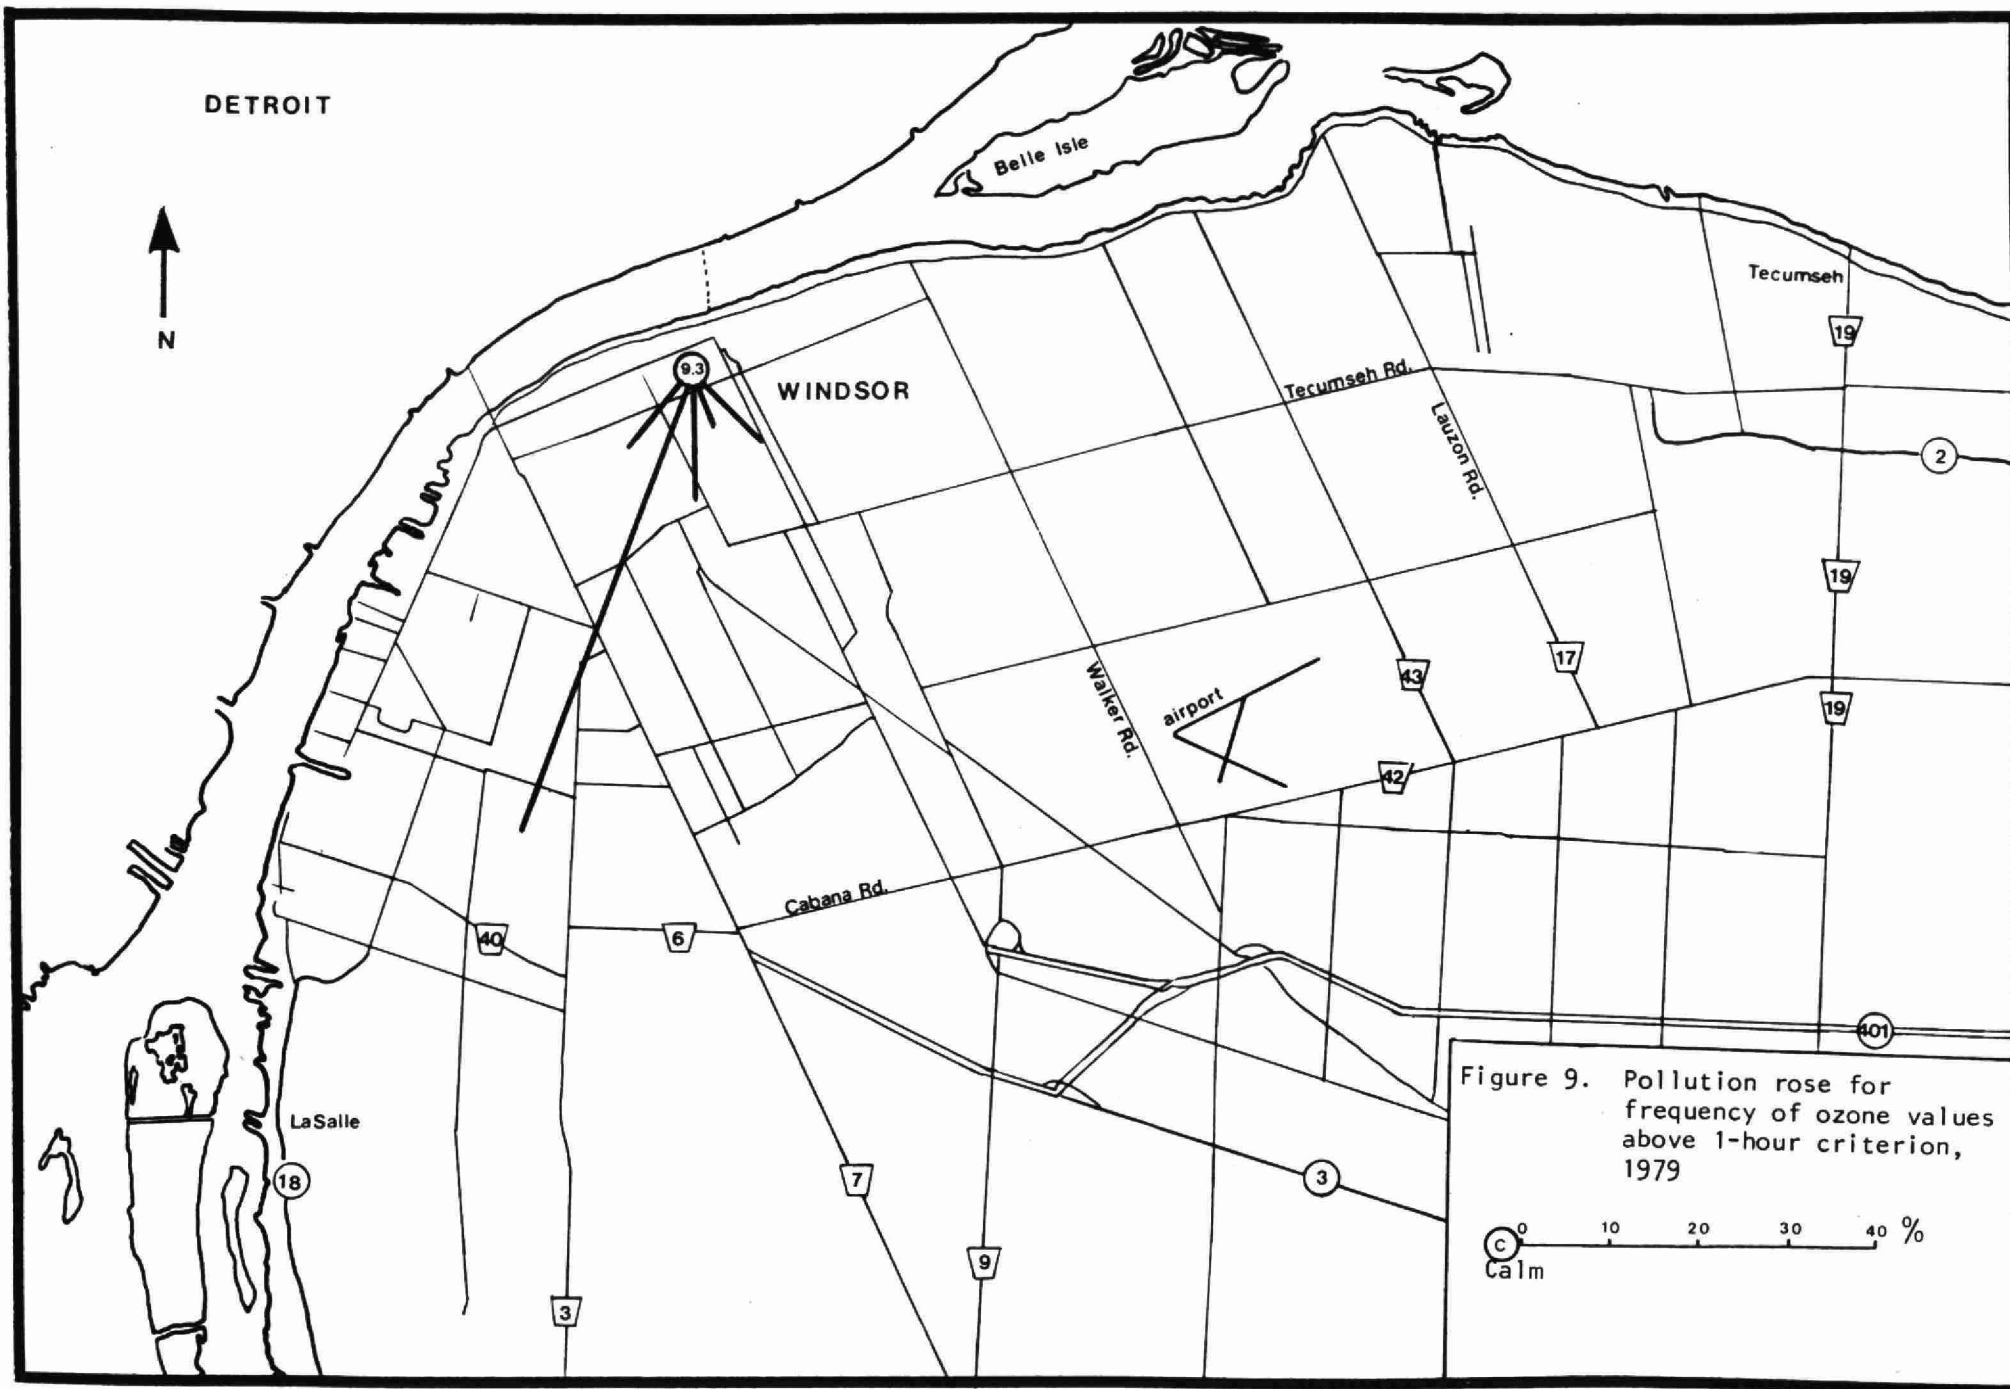 DETROIT
Belle Isle
N
Tecumseh
19
9.3
WINDSOR
Tecumseh Rd.
Lauzon Rd.
2
19
17
43
19
Walker Rd.
airport
42
Cabana Rd.
40
6
401
LaSalle
18
7
3
9
3
Figure 9. Pollution rose for
frequency of ozone values
above 1-hour criterion,
1979
0 10 20 30 40 %
C
Calm